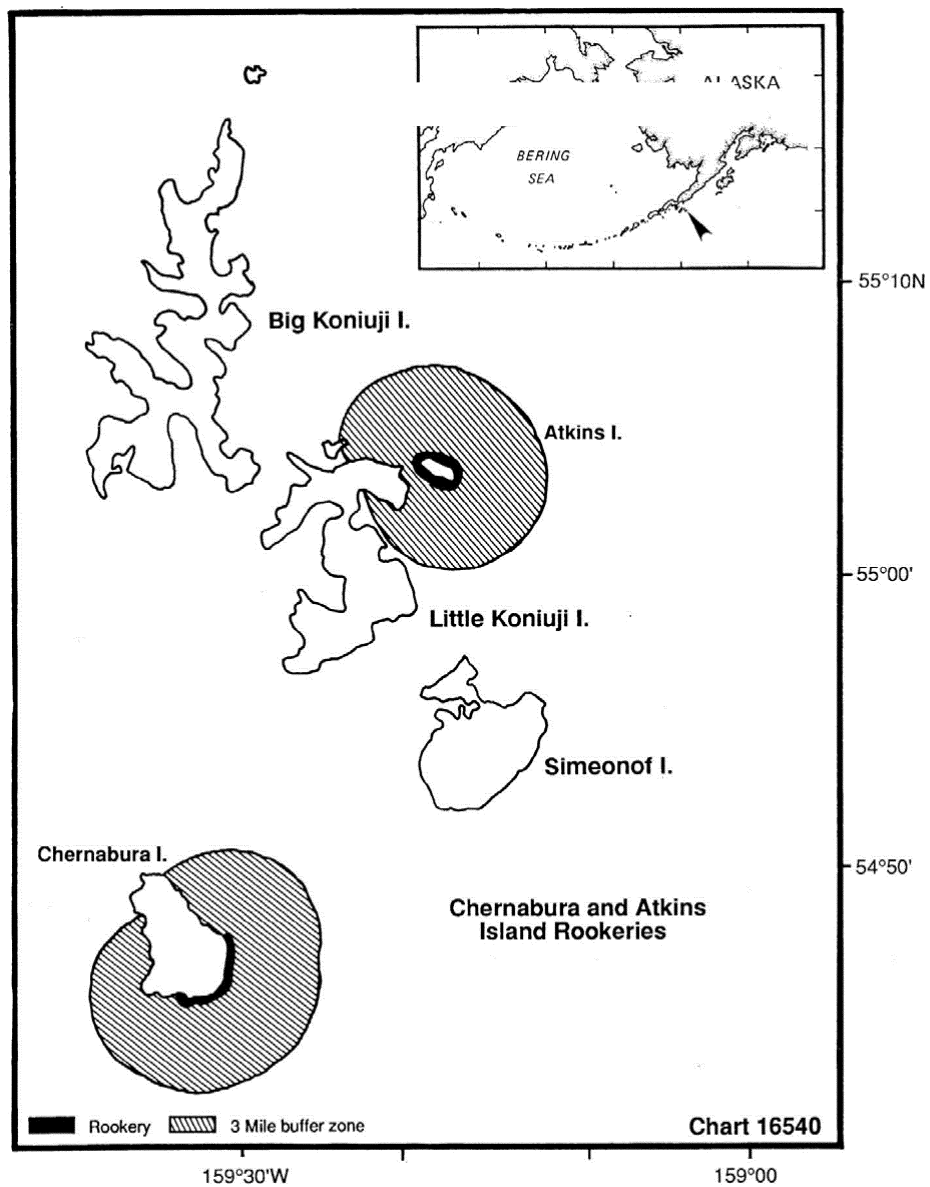 ALASKA
BERING
SEA
55°10N
Big Koniuji I.
Atkins I.
55°00'
Little Koniuji I.
Simeonof I.
Chernabura I.
54°50'
Chernabura and Atkins
Island Rookeries
Rookery
3 Mile buffer zone
Chart 16540
159°30'W
159°00